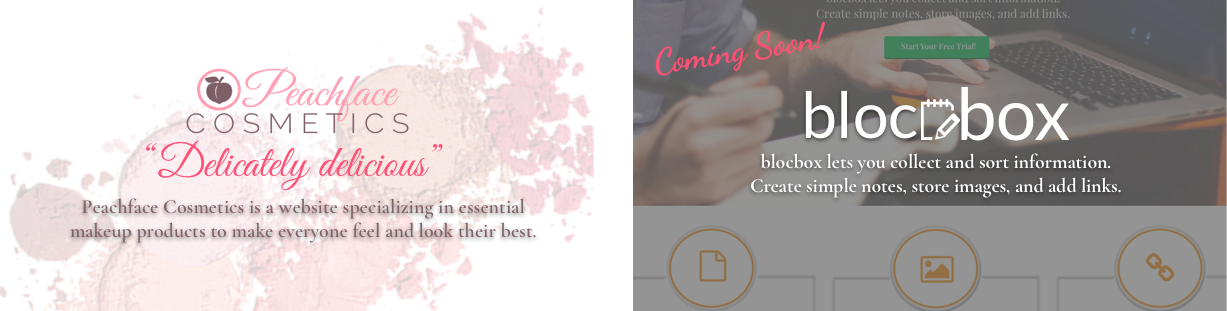 Peachface
COSMETICS
“Delicately delicious”
Peachface Cosmetics is a website specializing in essential
makeup products to make everyone feel and look their best.
Create simple notes, store images, and add links.
Start Your Free Trial!
Coming Soon!
blocbox
blocbox lets you collect and sort information.
Create simple notes, store images, and add links.